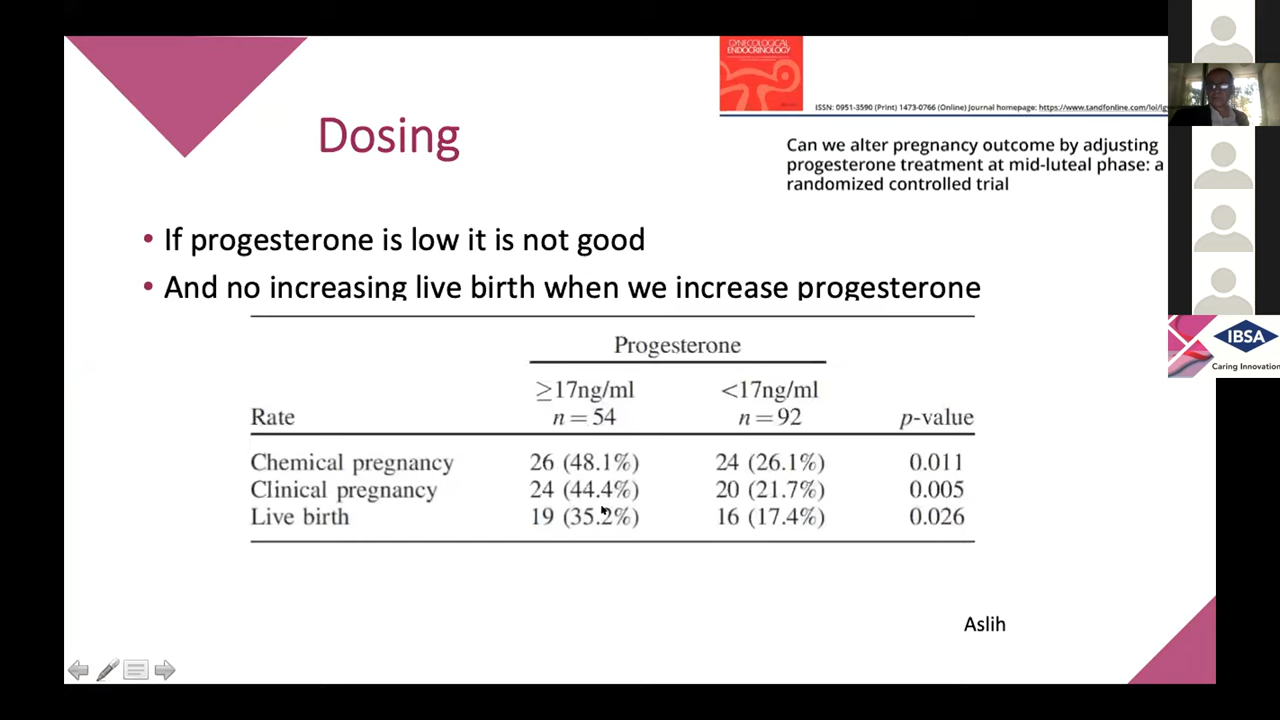 GYNECOLOGICAL
ENDOCRINOLOGY
ISSN: 0951-3590 (Print) 1473-0766 (Online) Journal homepage: https://www.tandfonline.com/loi/ig
Dosing
Can we alter pregnancy outcome by adjusting
progesterone treatment at mid-luteal phase: a
randomized controlled trial
• If progesterone is low it is not good
• And no increasing live birth when we increase progesterone
IBSA
Caring Innovation
Progesterone
≥17ng/ml <17ng/ml
Rate n=54 n=92 p-value
Chemical pregnancy 26 (48.1%) 24 (26.1%) 0.011
Clinical pregnancy 24 (44.4%) 20 (21.7%) 0.005
Live birth 19 (35.2%) 16 (17.4%) 0.026
Aslih